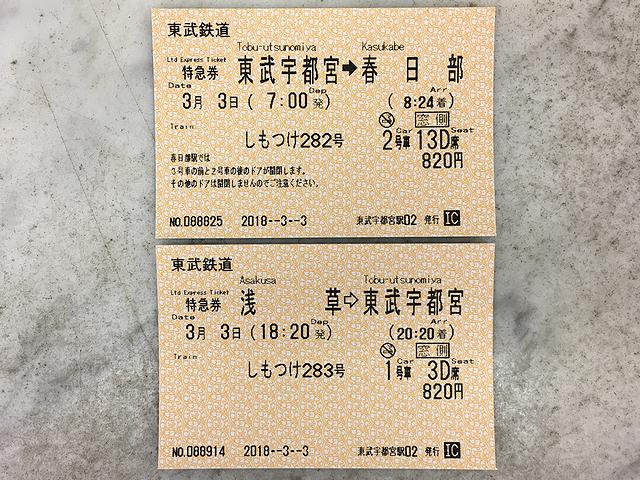 東武鉄道
Tobu-utsunomiya Kasukabe
Ltd Express Ticket
特急券 東武宇都宮➡春日部
Date Dep Arr
3月 3日 ( 7:00発) ( 8:24着)
窓側
Train Car Seat
しもつけ282号 2号車 13D席
820円
春日部駅では
3号車の前と2号車の後のドアが開閉します。
その他のドアは開閉しませんのでご注意ください。
NO.088625 2018--3--3 東武宇都宮駅02 発行 IC
東武鉄道
Asakusa Tobu-utsunomiya
Ltd Express Ticket
特急券 浅草⇨東武宇都宮
Date Dep Arr
3月 3日 (18:20発) (20:20着)
窓側
Train Car Seat
しもつけ283号 1号車 3D席
820円
NO.086914 2018--3--3 東武宇都宮駅02 発行 IC